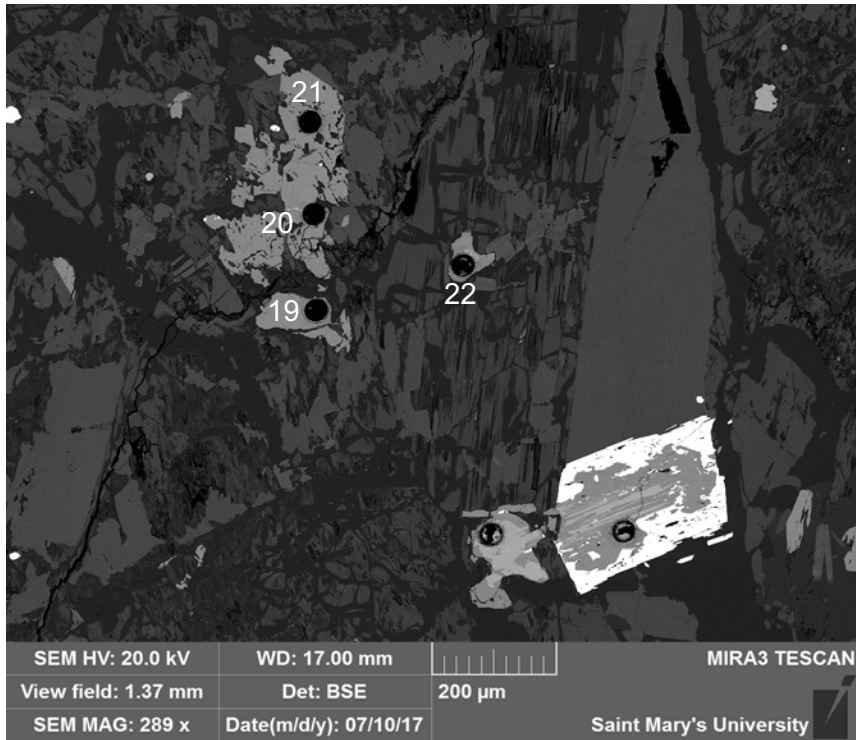 21
20
22
19
SEM HV: 20.0 kV
WD: 17.00 mm
MIRA3 TESCAN
View field: 1.37 mm
Det: BSE
200 µm
SEM MAG: 289 x
Date(m/d/y): 07/10/17
Saint Mary's University